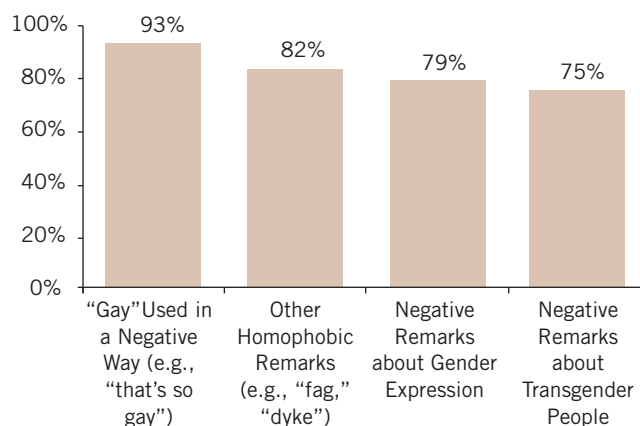 100%
80%
60%
40%
20%
0%
93%
82%
79%
75%
“Gay”Used in
a Negative
Way (e.g.,
“that’s so
gay”)
Other
Homophobic
Remarks
(e.g., “fag,”
“dyke”)
Negative
Remarks
about Gender
Expression
Negative
Remarks
about
Transgender
People